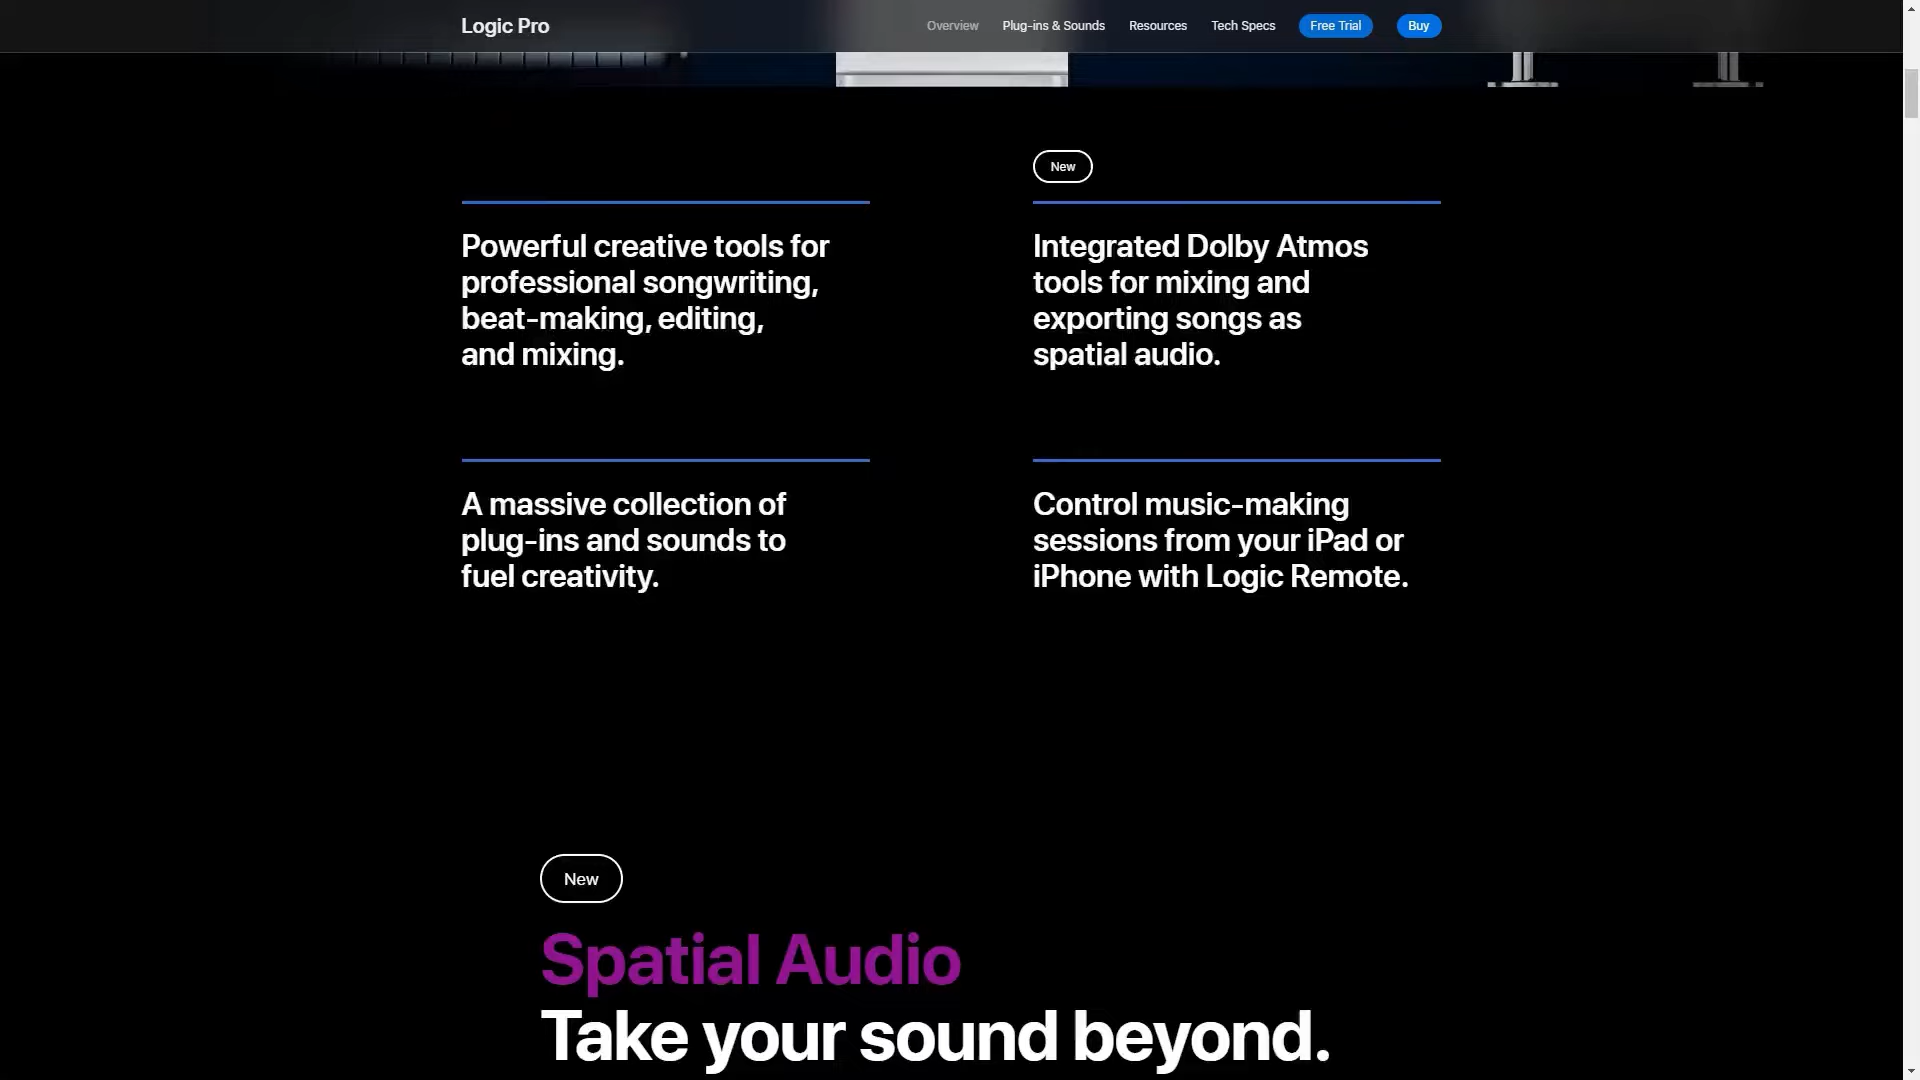 Logic Pro
Overview
Plug-ins & Sounds
Resources
Tech Specs
Free Trial
Buy
Powerful creative tools for
professional songwriting,
beat-making, editing,
and mixing.
New
Integrated Dolby Atmos
tools for mixing and
exporting songs as
spatial audio.
A massive collection of
plug-ins and sounds to
fuel creativity.
Control music-making
sessions from your iPad or
iPhone with Logic Remote.
New
Spatial Audio
Take your sound beyond.